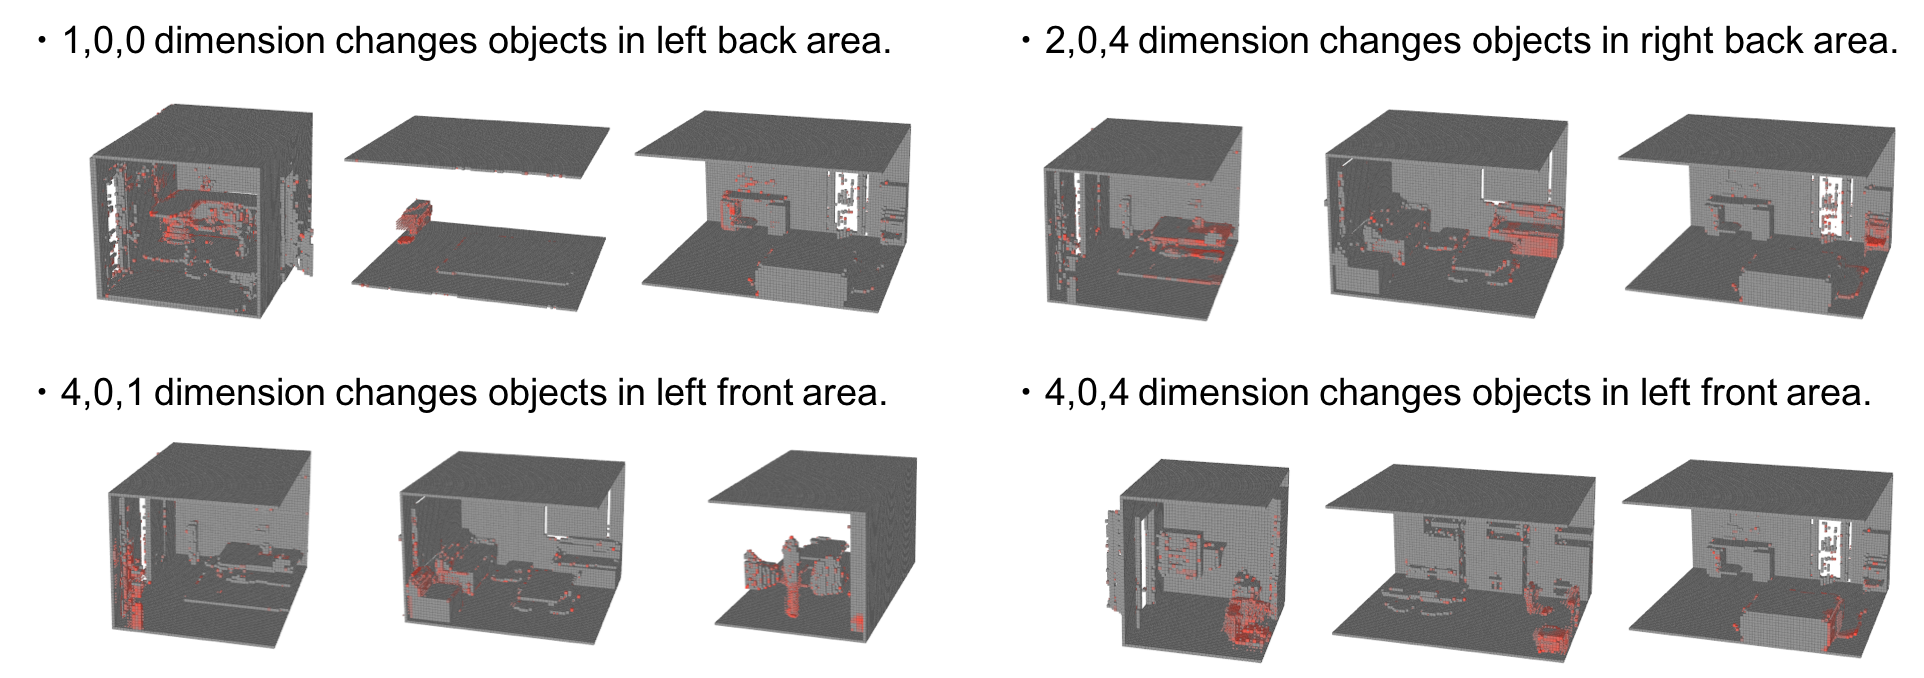 ・1,0,0 dimension changes objects in left back area.
・2,0,4 dimension changes objects in right back area.
・4,0,1 dimension changes objects in left front area.
・4,0,4 dimension changes objects in left front area.